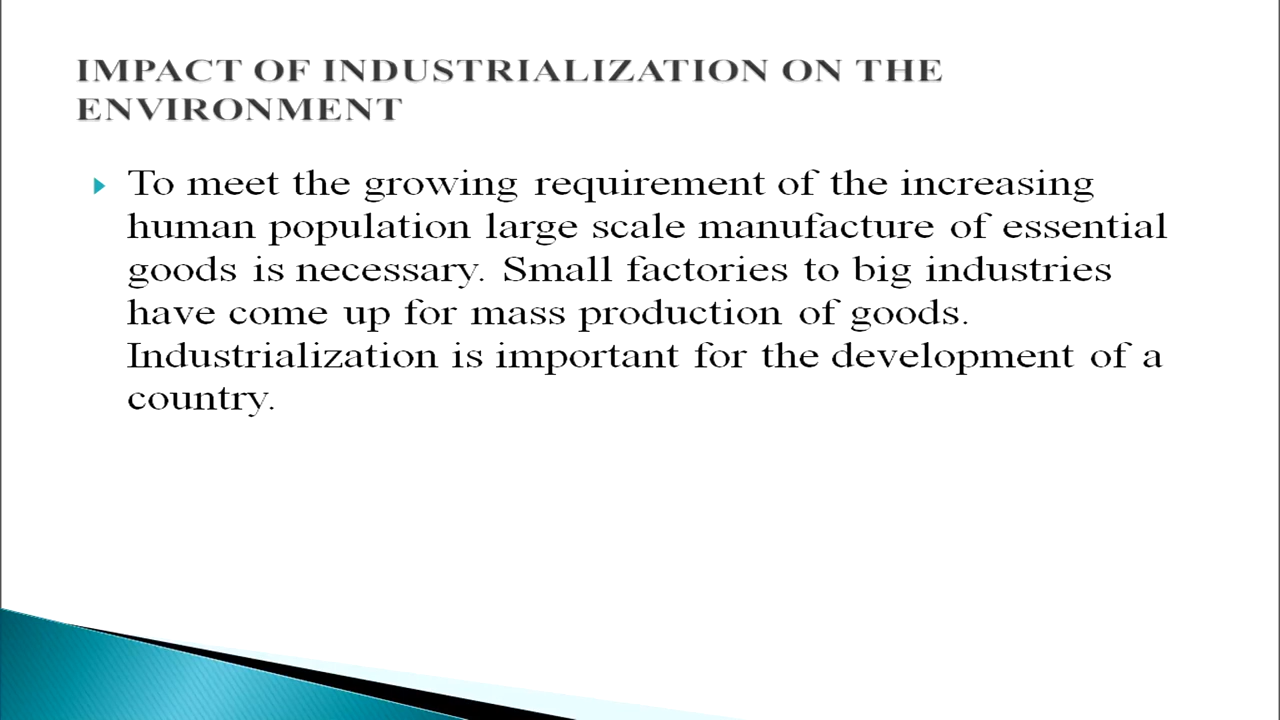 IMPACT OF INDUSTRIALIZATION ON THE
ENVIRONMENT
To meet the growing requirement of the increasing
human population large scale manufacture of essential
goods is necessary. Small factories to big industries
have come up for mass production of goods.
Industrialization is important for the development of a
country.